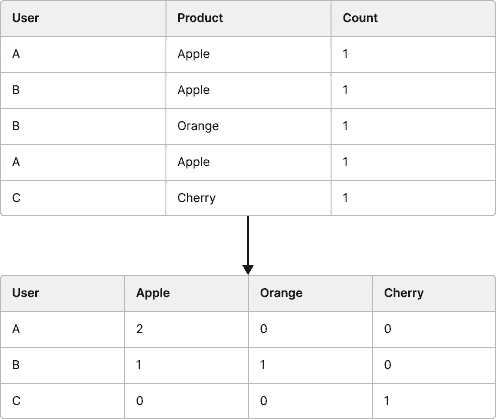 User Product Count
A Apple 1
B Apple 1
B Orange 1
A Apple 1
C Cherry 1
User Apple Orange Cherry
A 2 0 0
B 1 1 0
C 0 0 1